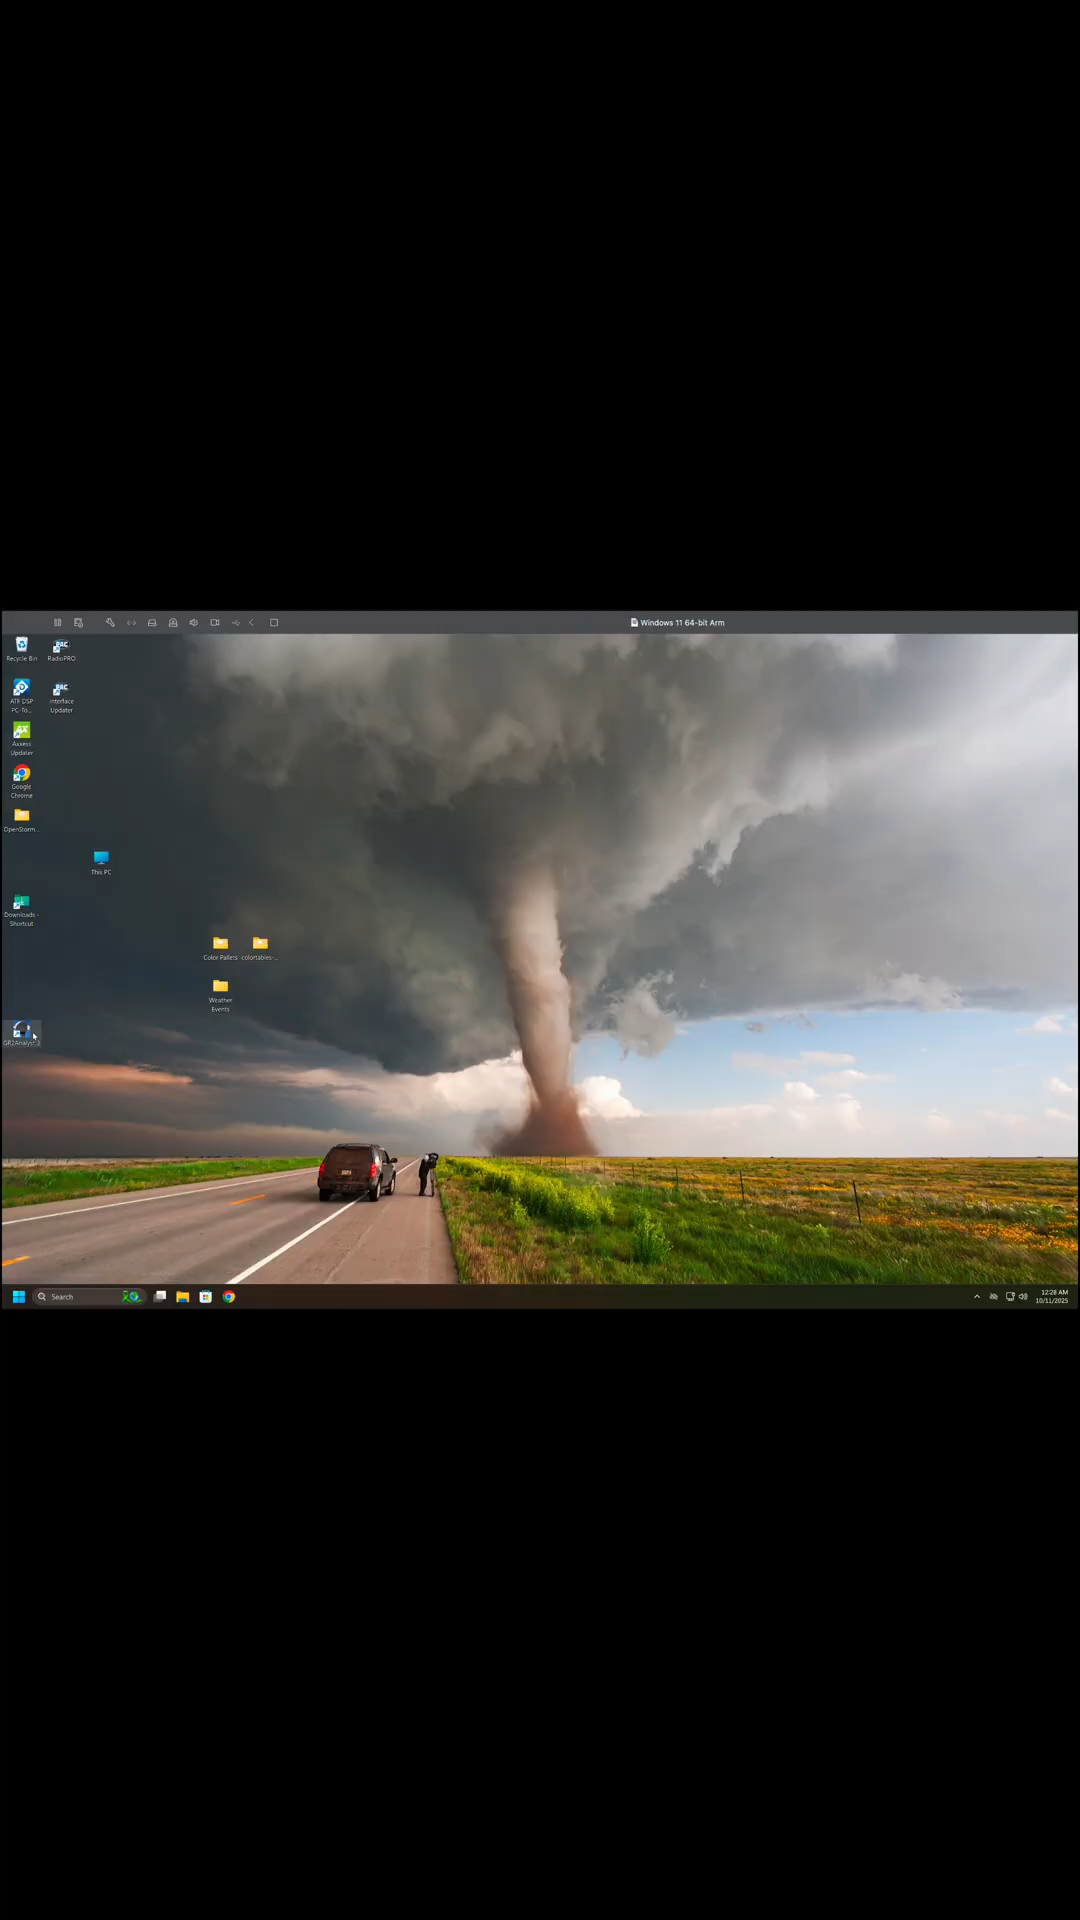 Windows 11 64-bit Arm
Recycle Bin
RadioPRO
ATF DSP
PC-To...
Interface
Updater
Axxess
Updater
Google
Chrome
OpenStorm...
This PC
Downloads -
Shortcut
Color Pallets
colortables-...
Weather
Events
GR2Analyst_3
Search
12:28 AM
10/11/2025